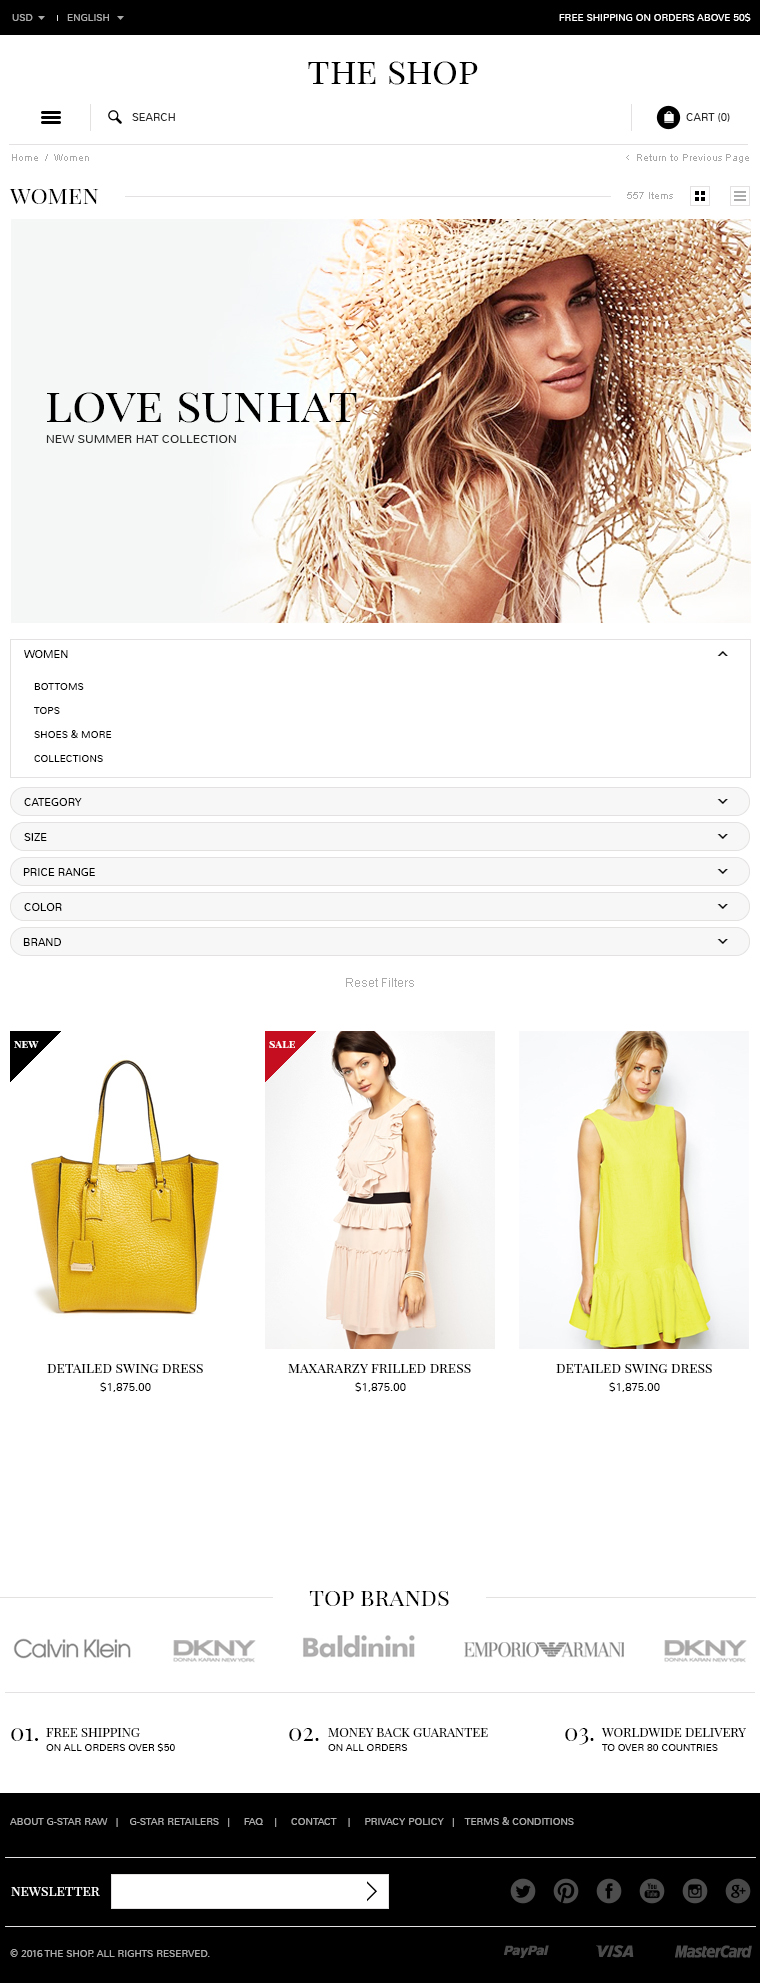 USD | ENGLISH FREE SHIPPING ON ORDERS ABOVE 50$
THE SHOP
SEARCH CART (0)
Home / Women < Return to Previous Page
WOMEN 557 Items
LOVE SUNHAT
NEW SUMMER HAT COLLECTION
WOMEN
BOTTOMS
TOPS
SHOES & MORE
COLLECTIONS
CATEGORY
SIZE
PRICE RANGE
COLOR
BRAND
Reset Filters
NEW SALE
DETAILED SWING DRESS MAXARARZY FRILLED DRESS DETAILED SWING DRESS
$1,875.00 $1,875.00 $1,875.00
TOP BRANDS
Calvin Klein DKNY Baldinini EMPORIO ARMANI DKNY
DONNA KARAN NEW YORK DONNA KARAN NEW YORK
01. FREE SHIPPING 02. MONEY BACK GUARANTEE 03. WORLDWIDE DELIVERY
ON ALL ORDERS OVER $50 ON ALL ORDERS TO OVER 80 COUNTRIES
ABOUT G-STAR RAW | G-STAR RETAILERS | FAQ | CONTACT | PRIVACY POLICY | TERMS & CONDITIONS
NEWSLETTER You Tube g+
© 2016 THE SHOP. ALL RIGHTS RESERVED. PayPal VISA MasterCard